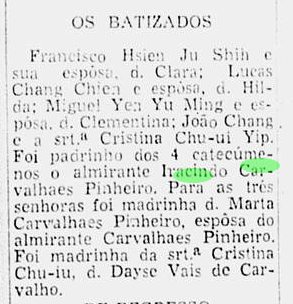 OS BATIZADOS
Francisco Hsien Ju Shih e
sua espôsa, d. Clara; Lucas
Chang Chien e espôsa, d. Hil-
da; Miguel Yen Yu Ming e es-
pôsa, d. Clementina; João Chang
e a srt.ª Cristina Chu-ui Yip.
Foi padrinho dos 4 catecúme-
nos o almirante Iracindo Car-
valhaes Pinheiro. Para as três
senhoras foi madrinha d. Marta
Carvalhaes Pinheiro, espôsa do
almirante Carvalhaes Pinheiro.
Foi madrinha da srt.ª Cristina
Chu-iu, d. Dayse Vais de Car-
valho.